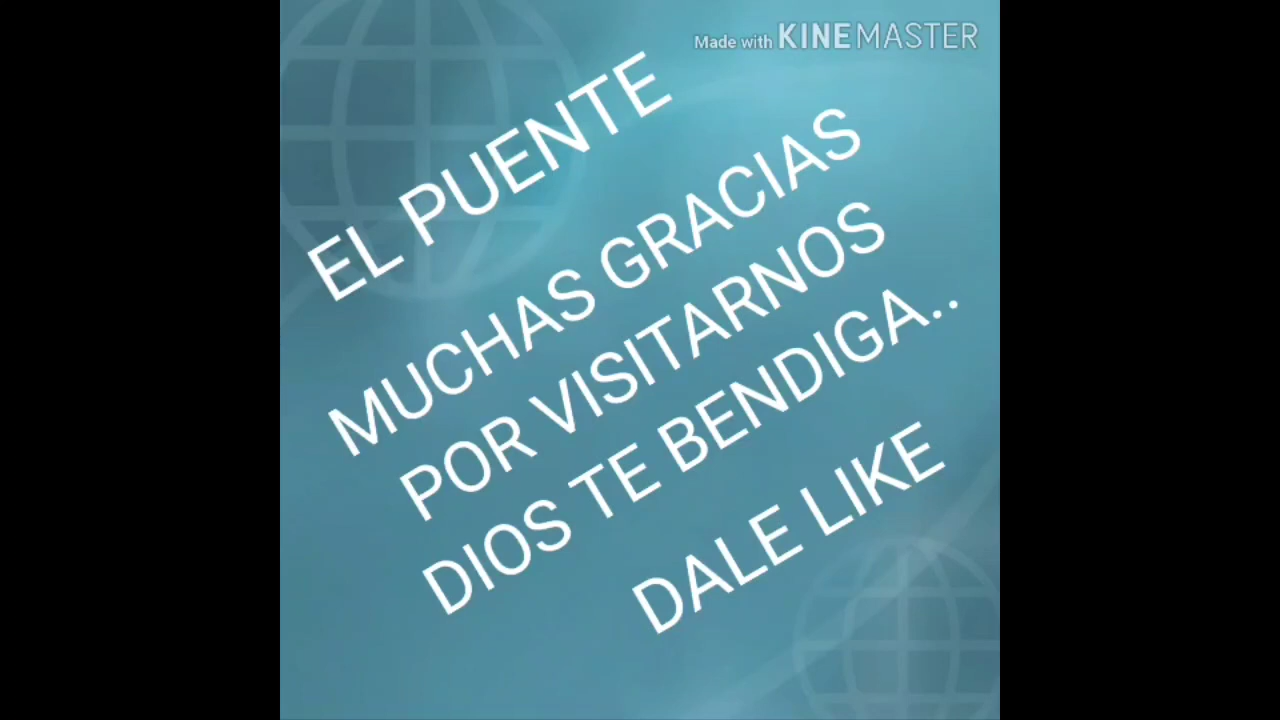 Made with KINEMASTER
EL PUENTE
MUCHAS GRACIAS
POR VISITARNOS
DIOS TE BENDIGA..
DALE LIKE